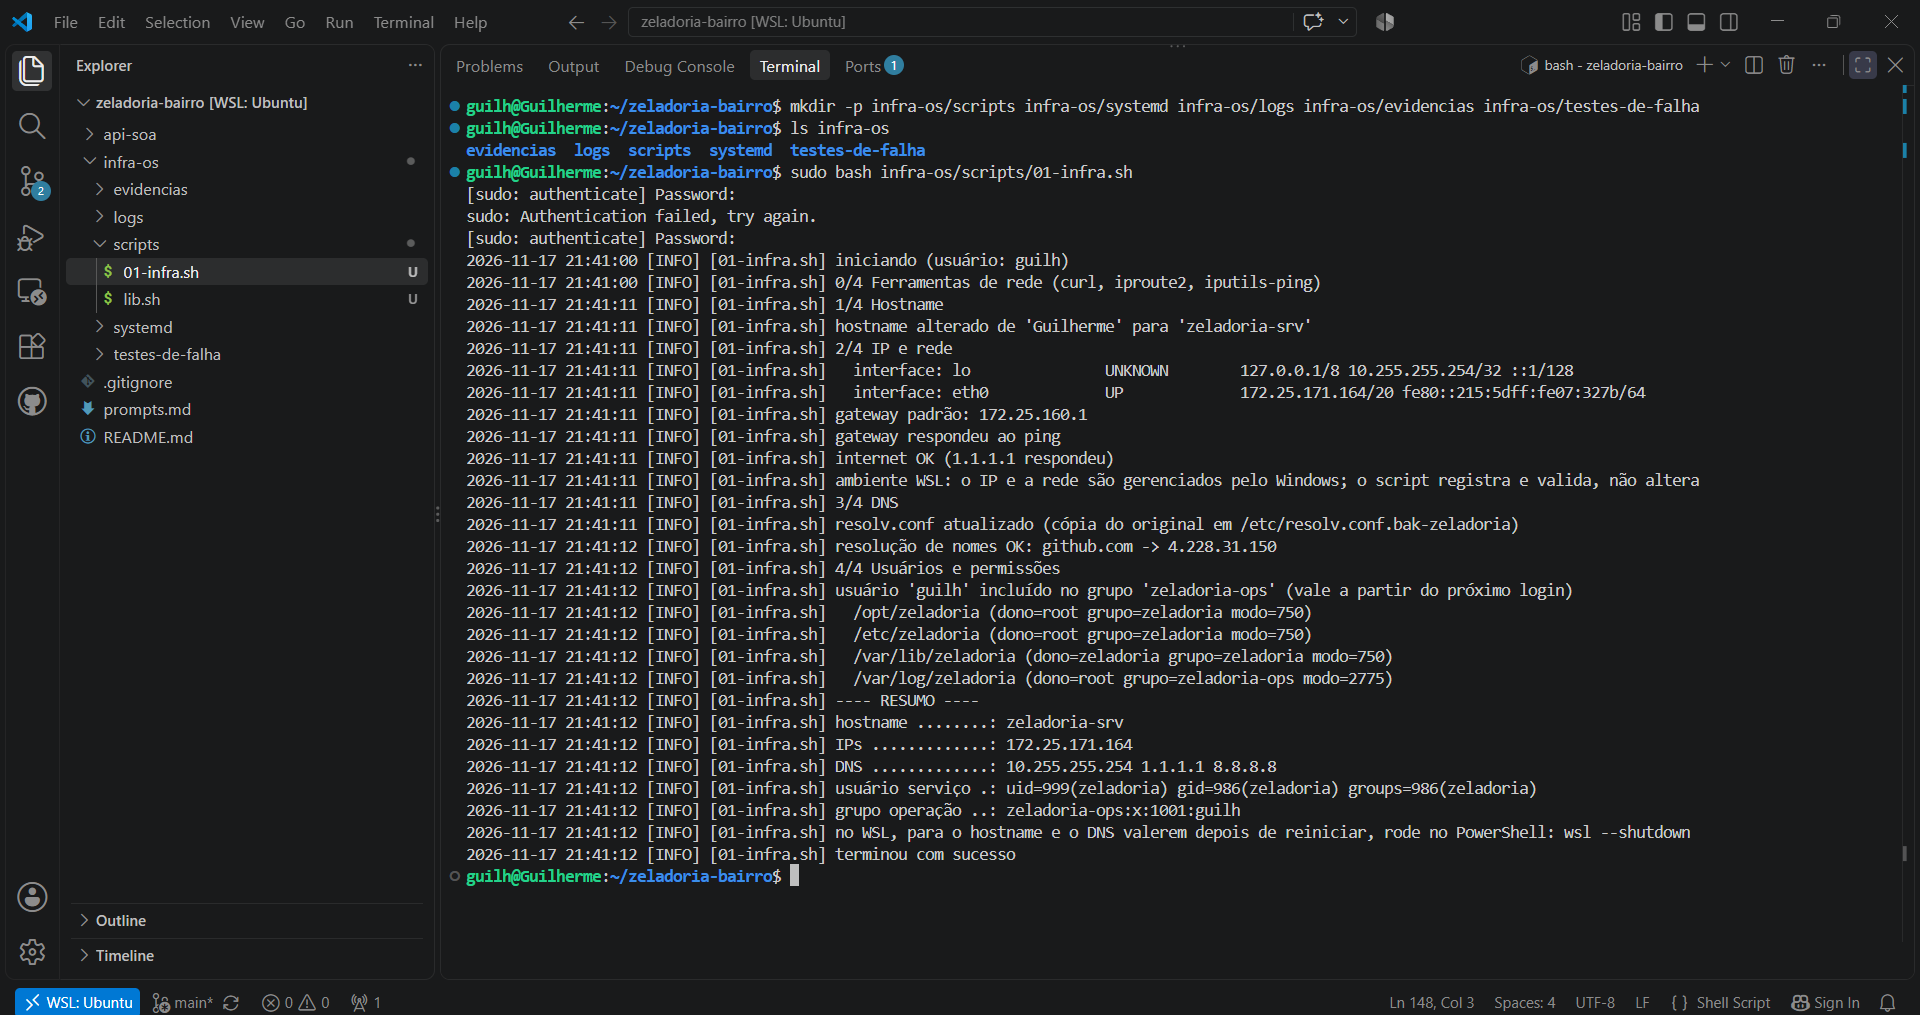 File Edit Selection View Go Run Terminal Help
zeladoria-bairro [WSL: Ubuntu]
Explorer
zeladoria-bairro [WSL: Ubuntu]
api-soa
infra-os
evidencias
logs
scripts
$ 01-infra.sh U
$ lib.sh U
systemd
testes-de-falha
.gitignore
prompts.md
README.md
Outline
Timeline
2
Problems Output Debug Console Terminal Ports 1
bash - zeladoria-bairro
guilh@Guilherme:~/zeladoria-bairro$ mkdir -p infra-os/scripts infra-os/systemd infra-os/logs infra-os/evidencias infra-os/testes-de-falha
guilh@Guilherme:~/zeladoria-bairro$ ls infra-os
evidencias logs scripts systemd testes-de-falha
guilh@Guilherme:~/zeladoria-bairro$ sudo bash infra-os/scripts/01-infra.sh
[sudo: authenticate] Password:
sudo: Authentication failed, try again.
[sudo: authenticate] Password:
2026-11-17 21:41:00 [INFO] [01-infra.sh] iniciando (usuário: guilh)
2026-11-17 21:41:00 [INFO] [01-infra.sh] 0/4 Ferramentas de rede (curl, iproute2, iputils-ping)
2026-11-17 21:41:11 [INFO] [01-infra.sh] 1/4 Hostname
2026-11-17 21:41:11 [INFO] [01-infra.sh] hostname alterado de 'Guilherme' para 'zeladoria-srv'
2026-11-17 21:41:11 [INFO] [01-infra.sh] 2/4 IP e rede
2026-11-17 21:41:11 [INFO] [01-infra.sh] interface: lo UNKNOWN 127.0.0.1/8 10.255.255.254/32 ::1/128
2026-11-17 21:41:11 [INFO] [01-infra.sh] interface: eth0 UP 172.25.171.164/20 fe80::215:5dff:fe07:327b/64
2026-11-17 21:41:11 [INFO] [01-infra.sh] gateway padrão: 172.25.160.1
2026-11-17 21:41:11 [INFO] [01-infra.sh] gateway respondeu ao ping
2026-11-17 21:41:11 [INFO] [01-infra.sh] internet OK (1.1.1.1 respondeu)
2026-11-17 21:41:11 [INFO] [01-infra.sh] ambiente WSL: o IP e a rede são gerenciados pelo Windows; o script registra e valida, não altera
2026-11-17 21:41:11 [INFO] [01-infra.sh] 3/4 DNS
2026-11-17 21:41:11 [INFO] [01-infra.sh] resolv.conf atualizado (cópia do original em /etc/resolv.conf.bak-zeladoria)
2026-11-17 21:41:12 [INFO] [01-infra.sh] resolução de nomes OK: github.com -> 4.228.31.150
2026-11-17 21:41:12 [INFO] [01-infra.sh] 4/4 Usuários e permissões
2026-11-17 21:41:12 [INFO] [01-infra.sh] usuário 'guilh' incluído no grupo 'zeladoria-ops' (vale a partir do próximo login)
2026-11-17 21:41:12 [INFO] [01-infra.sh] /opt/zeladoria (dono=root grupo=zeladoria modo=750)
2026-11-17 21:41:12 [INFO] [01-infra.sh] /etc/zeladoria (dono=root grupo=zeladoria modo=750)
2026-11-17 21:41:12 [INFO] [01-infra.sh] /var/lib/zeladoria (dono=zeladoria grupo=zeladoria modo=750)
2026-11-17 21:41:12 [INFO] [01-infra.sh] /var/log/zeladoria (dono=root grupo=zeladoria-ops modo=2775)
2026-11-17 21:41:12 [INFO] [01-infra.sh] ---- RESUMO ----
2026-11-17 21:41:12 [INFO] [01-infra.sh] hostname ........: zeladoria-srv
2026-11-17 21:41:12 [INFO] [01-infra.sh] IPs .............: 172.25.171.164
2026-11-17 21:41:12 [INFO] [01-infra.sh] DNS .............: 10.255.255.254 1.1.1.1 8.8.8.8
2026-11-17 21:41:12 [INFO] [01-infra.sh] usuário serviço .: uid=999(zeladoria) gid=986(zeladoria) groups=986(zeladoria)
2026-11-17 21:41:12 [INFO] [01-infra.sh] grupo operação ..: zeladoria-ops:x:1001:guilh
2026-11-17 21:41:12 [INFO] [01-infra.sh] no WSL, para o hostname e o DNS valerem depois de reiniciar, rode no PowerShell: wsl --shutdown
2026-11-17 21:41:12 [INFO] [01-infra.sh] terminou com sucesso
guilh@Guilherme:~/zeladoria-bairro$
WSL: Ubuntu main* 0 0 1
Ln 148, Col 3 Spaces: 4 UTF-8 LF { } Shell Script Sign In